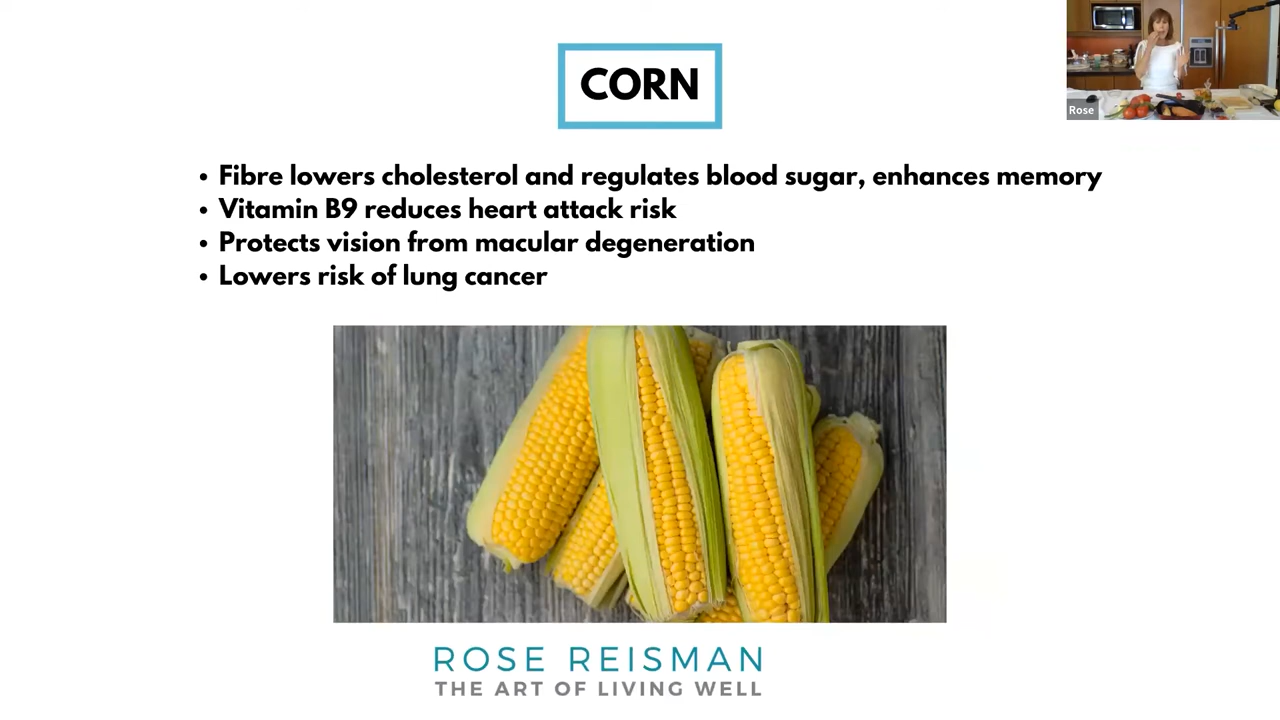 CORN
Rose
• Fibre lowers cholesterol and regulates blood sugar, enhances memory
• Vitamin B9 reduces heart attack risk
• Protects vision from macular degeneration
• Lowers risk of lung cancer
ROSE REISMAN
THE ART OF LIVING WELL